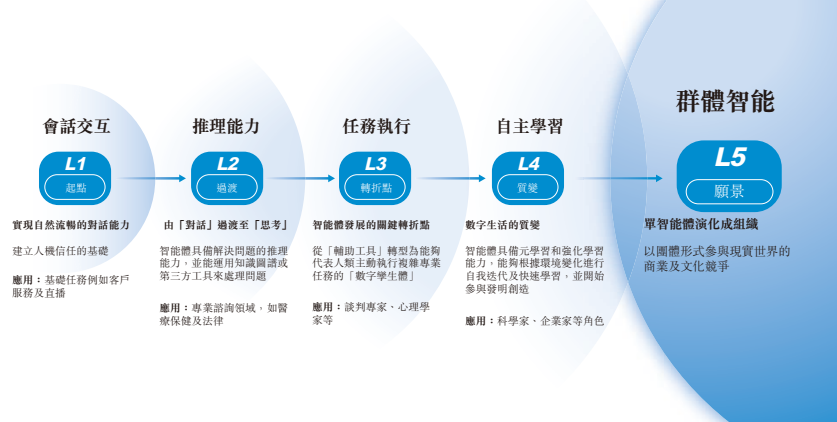 會話交互
L1
起點
實現自然流暢的對話能力
建立人機信任的基礎
應用：基礎任務例如客戶
服務及直播
推理能力
L2
過渡
由「對話」過渡至「思考」
智能體具備解決問題的推理
能力，並能運用知識圖譜或
第三方工具來處理問題
應用：專業諮詢領域，如醫
療保健及法律
任務執行
L3
轉折點
智能體發展的關鍵轉折點
從「輔助工具」轉型為能夠
代表人類主動執行複雜專業
任務的「數字孿生體」
應用：談判專家、心理學
家等
自主學習
L4
質變
數字生活的質變
智能體具備元學習和強化學習
能力，能夠根據環境變化進行
自我迭代及快速學習，並開始
參與發明創造
應用：科學家、企業家等角色
群體智能
L5
願景
單智能體演化成組織
以團體形式參與現實世界的
商業及文化競爭